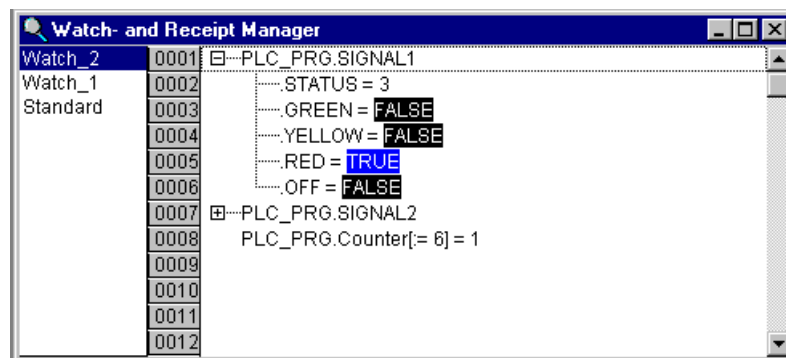 Watch- and Receipt Manager
Watch_2 0001 PLC_PRG.SIGNAL1
Watch_1 0002 .STATUS = 3
Standard 0003 .GREEN = FALSE
0004 .YELLOW = FALSE
0005 .RED = TRUE
0006 .OFF = FALSE
0007 PLC_PRG.SIGNAL2
0008 PLC_PRG.Counter[:= 6] = 1
0009
0010
0011
0012